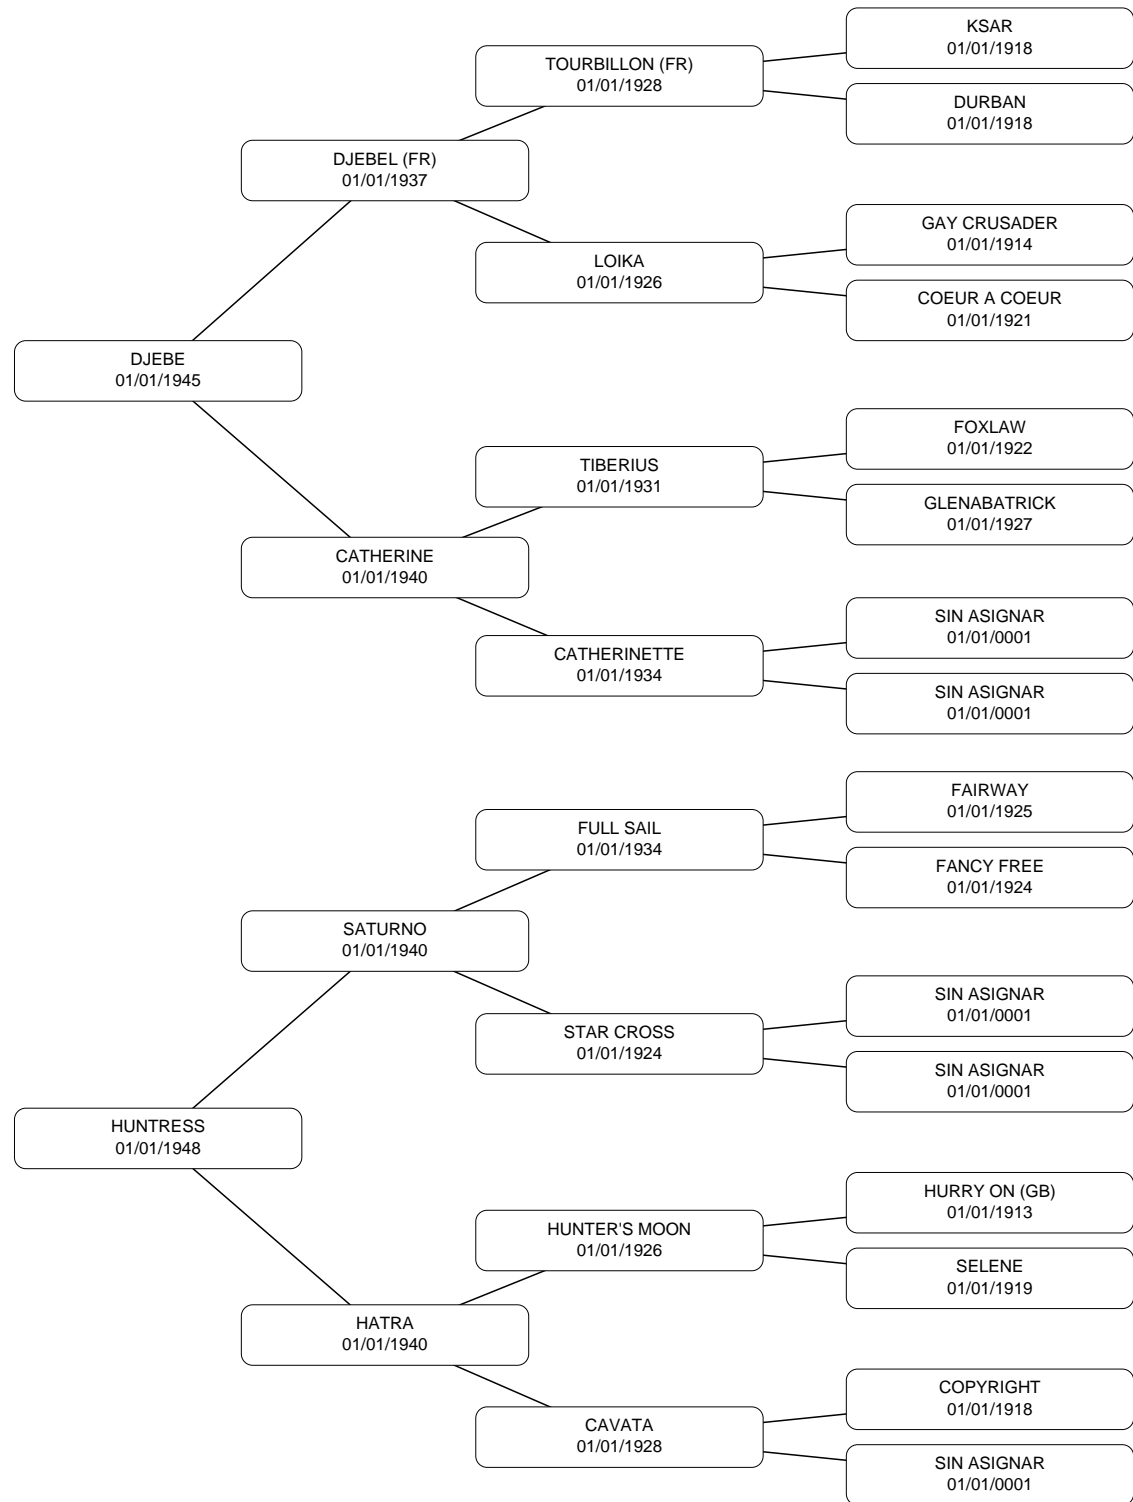 KSAR
01/01/1918
TOURBILLON (FR)
01/01/1928
DURBAN
01/01/1918
DJEBEL (FR)
01/01/1937
GAY CRUSADER
01/01/1914
LOIKA
01/01/1926
COEUR A COEUR
01/01/1921
DJEBE
01/01/1945
FOXLAW
01/01/1922
TIBERIUS
01/01/1931
GLENABATRICK
01/01/1927
CATHERINE
01/01/1940
SIN ASIGNAR
01/01/0001
CATHERINETTE
01/01/1934
SIN ASIGNAR
01/01/0001
FAIRWAY
01/01/1925
FULL SAIL
01/01/1934
FANCY FREE
01/01/1924
SATURNO
01/01/1940
SIN ASIGNAR
01/01/0001
STAR CROSS
01/01/1924
SIN ASIGNAR
01/01/0001
HUNTRESS
01/01/1948
HURRY ON (GB)
01/01/1913
HUNTER'S MOON
01/01/1926
SELENE
01/01/1919
HATRA
01/01/1940
COPYRIGHT
01/01/1918
CAVATA
01/01/1928
SIN ASIGNAR
01/01/0001